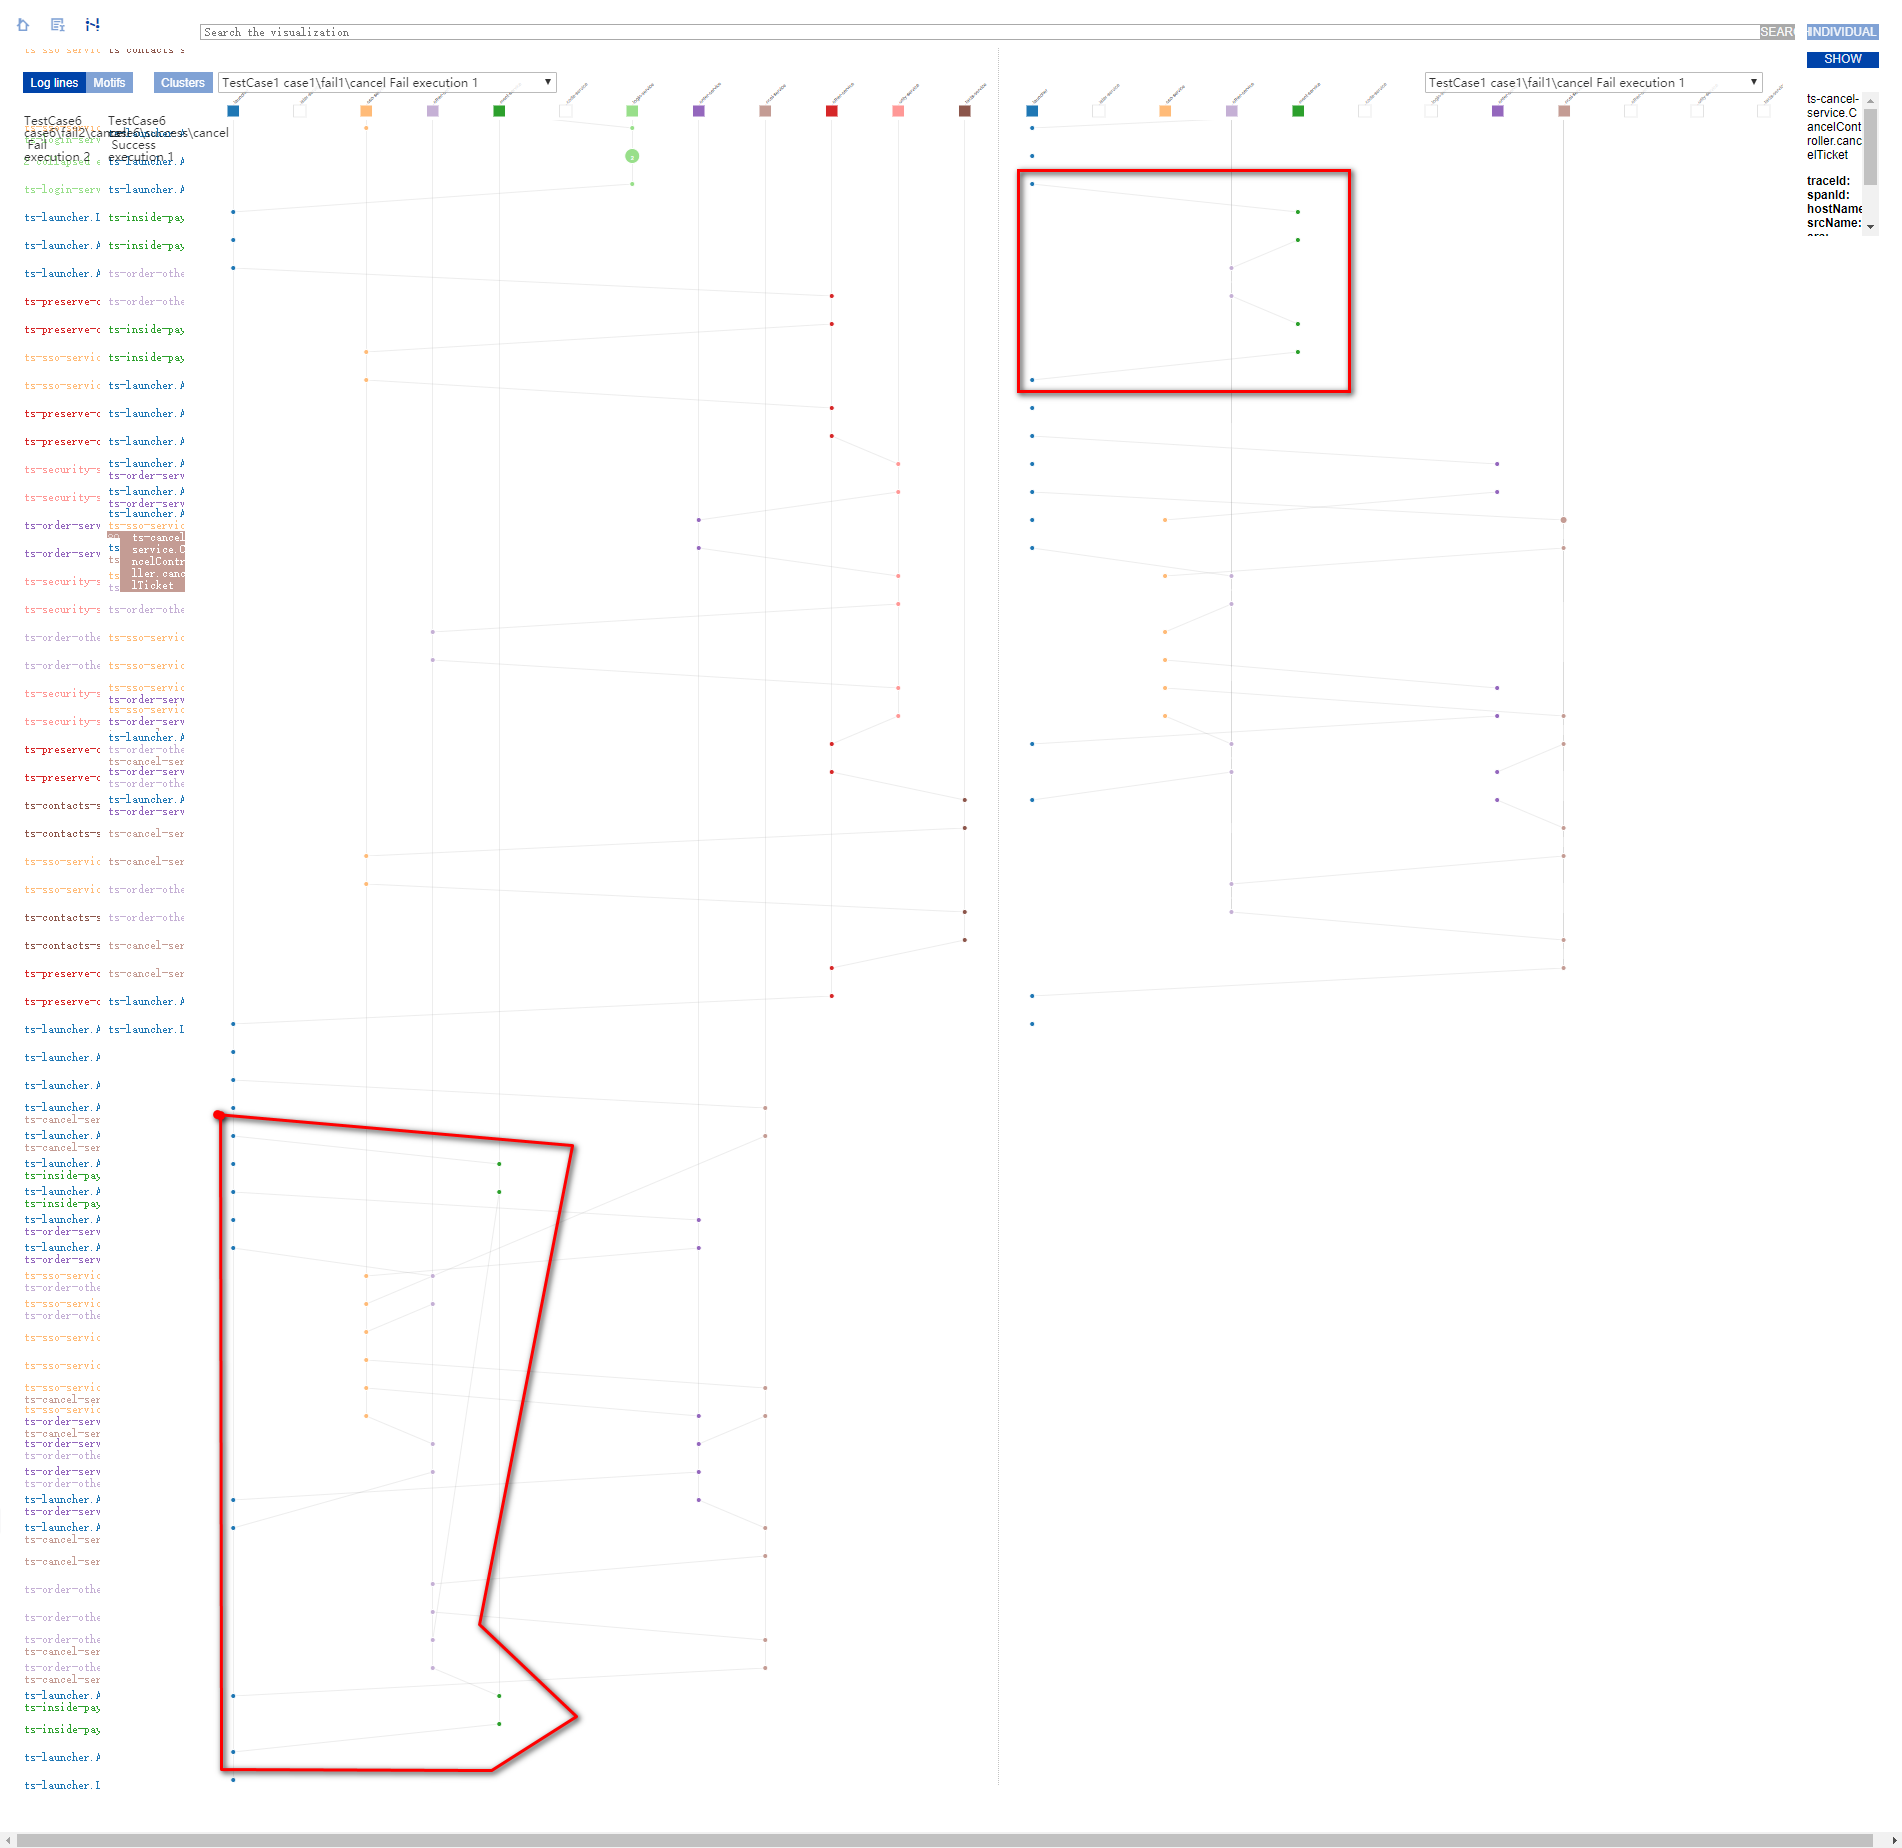 Search the visualization
SEAR
INDIVIDUAL
SHOW
ts-sso-servic
ts-contacts-s
Log lines
Motifs
Clusters
TestCase1 case1\fail1\cancel Fail execution 1
TestCase1 case1\fail1\cancel Fail execution 1
ts-cancel-
service.C
ancelCont
roller.canc
elTicket
traceId:
spanId:
hostName
srcName:
TestCase6
case6\fail2\cancel
Fail
execution 2
TestCase6
case6\success\cancel
Success
execution 1
ts-login-serv
ts-launcher.A
ts-launcher.I
ts-inside-pay
ts-launcher.A
ts-inside-pay
ts-launcher.A
ts-order-othe
ts-preserve-o
ts-order-othe
ts-preserve-o
ts-inside-pay
ts-sso-servic
ts-inside-pay
ts-sso-servic
ts-launcher.A
ts-preserve-o
ts-launcher.A
ts-preserve-o
ts-launcher.A
ts-launcher.A
ts-security-s
ts-order-serv
ts-launcher.A
ts-security-s
ts-order-serv
ts-launcher.A
ts-order-serv
ts-sso-servic
ts-cancel
service.C
ts-order-serv
ncelContr
ller.canc
ts-security-s
lTicket
ts-security-s
ts-order-othe
ts-order-othe
ts-sso-servic
ts-order-othe
ts-sso-servic
ts-sso-servic
ts-security-s
ts-order-serv
ts-sso-servic
ts-security-s
ts-order-serv
ts-launcher.A
ts-preserve-o
ts-order-othe
ts-cancel-ser
ts-preserve-o
ts-order-serv
ts-order-othe
ts-launcher.A
ts-contacts-s
ts-order-serv
ts-contacts-s
ts-cancel-ser
ts-sso-servic
ts-cancel-ser
ts-sso-servic
ts-order-othe
ts-contacts-s
ts-order-othe
ts-contacts-s
ts-cancel-ser
ts-preserve-o
ts-cancel-ser
ts-preserve-o
ts-launcher.A
ts-launcher.A
ts-launcher.I
ts-launcher.A
ts-launcher.A
ts-launcher.A
ts-cancel-ser
ts-launcher.A
ts-cancel-ser
ts-launcher.A
ts-inside-pay
ts-launcher.A
ts-inside-pay
ts-launcher.A
ts-order-serv
ts-launcher.A
ts-order-serv
ts-sso-servic
ts-order-othe
ts-sso-servic
ts-order-othe
ts-sso-servic
ts-sso-servic
ts-sso-servic
ts-cancel-ser
ts-sso-servic
ts-order-serv
ts-cancel-ser
ts-order-serv
ts-order-othe
ts-order-serv
ts-order-othe
ts-launcher.A
ts-order-serv
ts-launcher.A
ts-cancel-ser
ts-cancel-ser
ts-order-othe
ts-order-othe
ts-order-othe
ts-cancel-ser
ts-order-othe
ts-cancel-ser
ts-launcher.A
ts-inside-pay
ts-inside-pay
ts-launcher.A
ts-launcher.I